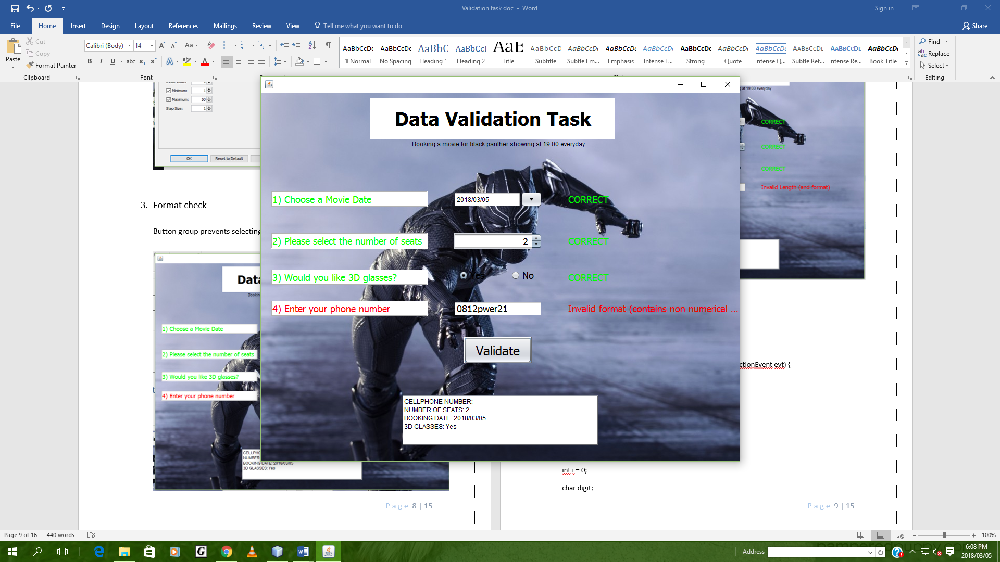 Validation task doc - Word
Sign in
File Home Insert Design Layout References Mailings Review View Tell me what you want to do Share
Paste
Cut
Copy
Format Painter
Clipboard
Calibri (Body) 14
Font
AaBbCcDc AaBbCcDc AaBbC AaBbCcI AaB AaBbCcD AaBbCcDc AaBbCcDc AaBbCcDc AaBbCcDc AaBbCcDc AaBbCcDc AABBCCDE AABBCCDE AaBbCcDc
¶ Normal No Spacing Heading 1 Heading 2 Title Subtitle Subtle Em... Emphasis Intense E... Strong Quote Intense Q... Subtle Ref... Intense Re... Book Title
Find
Replace
Select
Editing
Minimum: 1
Maximum: 50
Step Size: 1
OK Reset to Default
3. Format check
Button group prevents selecting
1) Choose a Movie Date
2) Please select the number of seats
3) Would you like 3D glasses?
4) Enter your phone number
BOOKING DATE: 2018/03/05
3D GLASSES: Yes
Page 8 | 15
Data Validation Task
Booking a movie for black panther showing at 19:00 everyday
1) Choose a Movie Date 2018/03/05 CORRECT
2) Please select the number of seats 2 CORRECT
3) Would you like 3D glasses? Yes No CORRECT
4) Enter your phone number 0812pwer21 Invalid format (contains non numerical ...
Validate
CELLPHONE NUMBER:
NUMBER OF SEATS: 2
BOOKING DATE: 2018/03/05
3D GLASSES: Yes
at 19:00 everyday
CORRECT
CORRECT
CORRECT
Invalid Length (and format)
ctionEvent evt) {
int i = 0;
char digit;
Page 9 | 15
Page 9 of 16 440 words
100%
Address
6:08 PM
2018/03/05